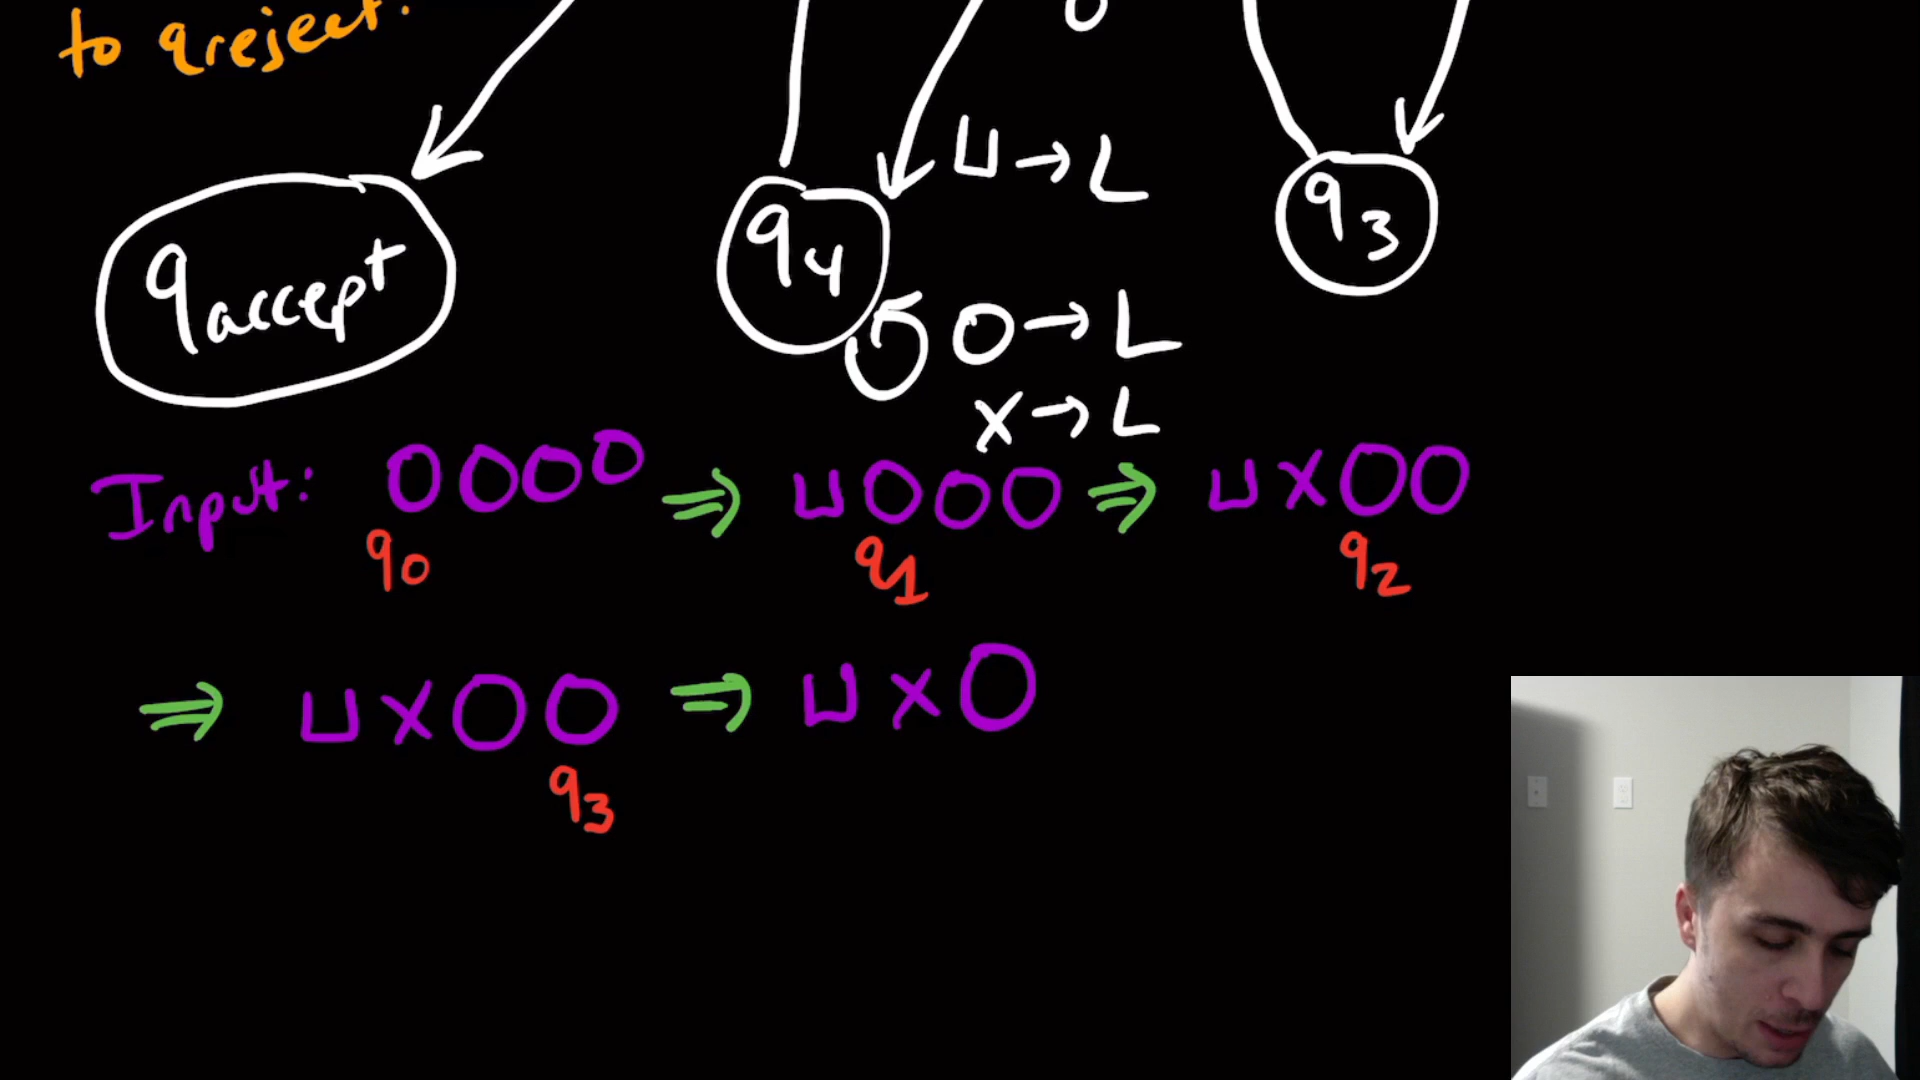 to qreject.
0
⊔→L
q3
q4
qaccept
0→L
x→L
Input: 0000 ⇒ ⊔000 ⇒ ⊔x00
q0 q1 q2
⇒ ⊔x00 ⇒ ⊔x0
q3